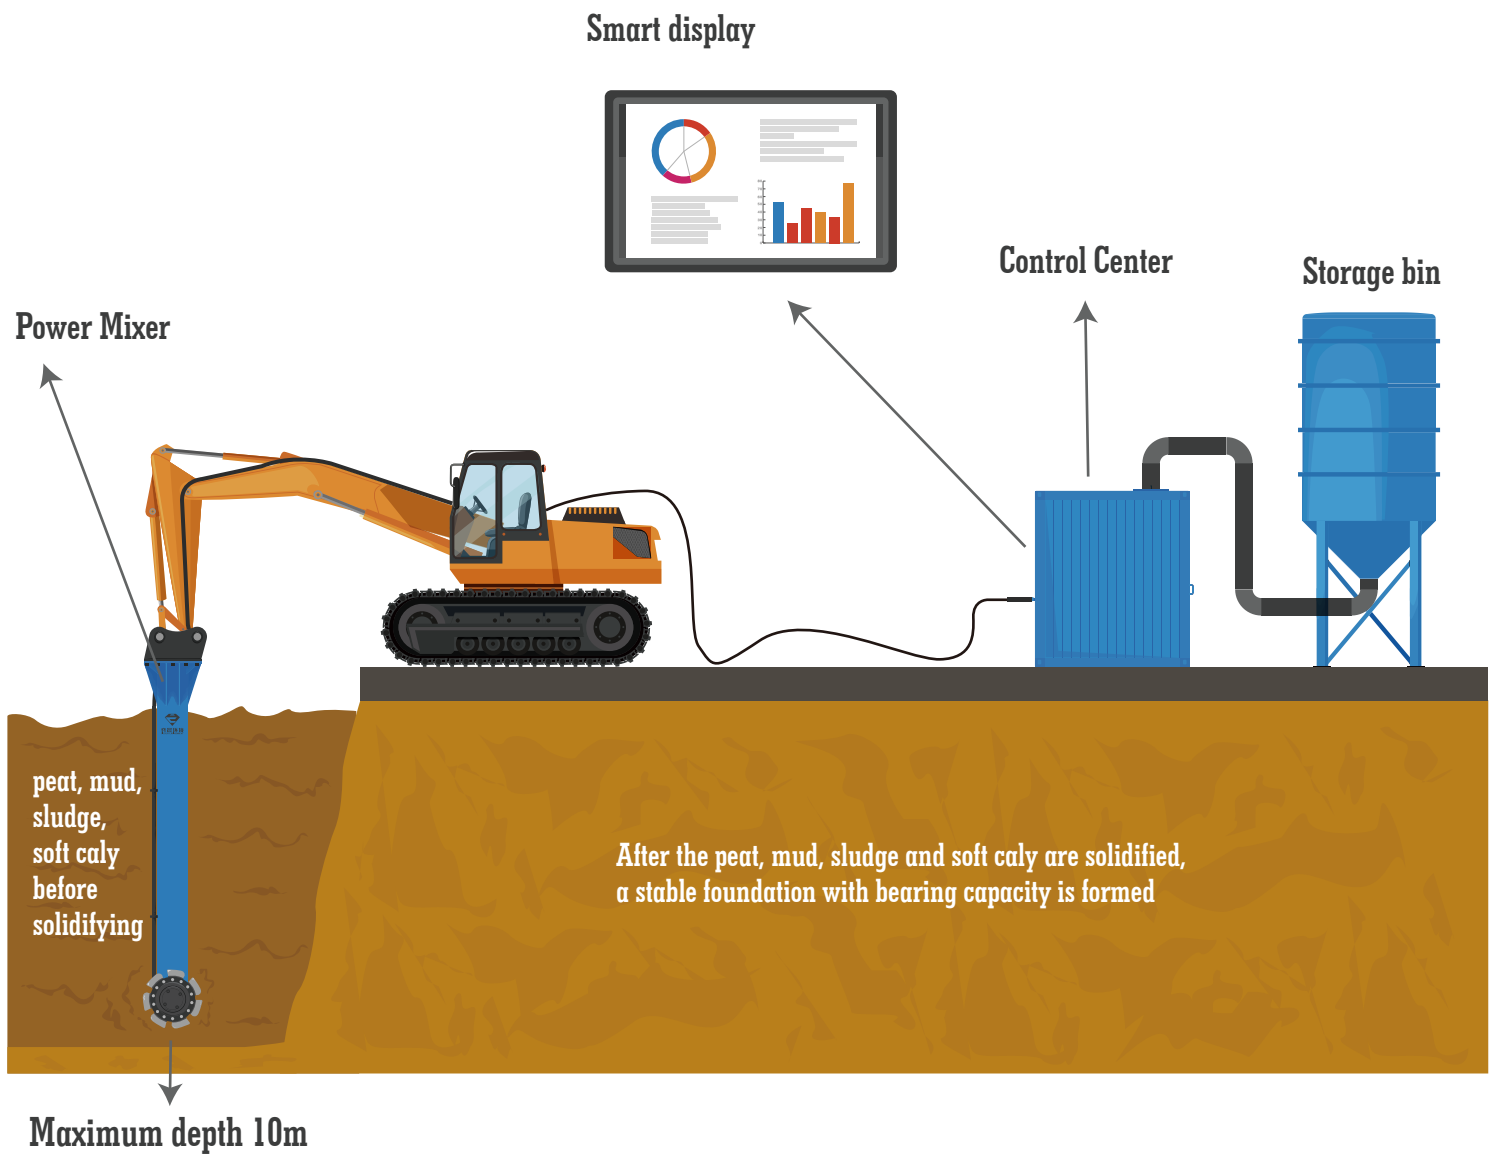 Smart display
Control Center
Storage bin
Power Mixer
peat, mud,
sludge,
soft caly
before
solidifying
After the peat, mud, sludge and soft caly are solidified,
a stable foundation with bearing capacity is formed
Maximum depth 10m